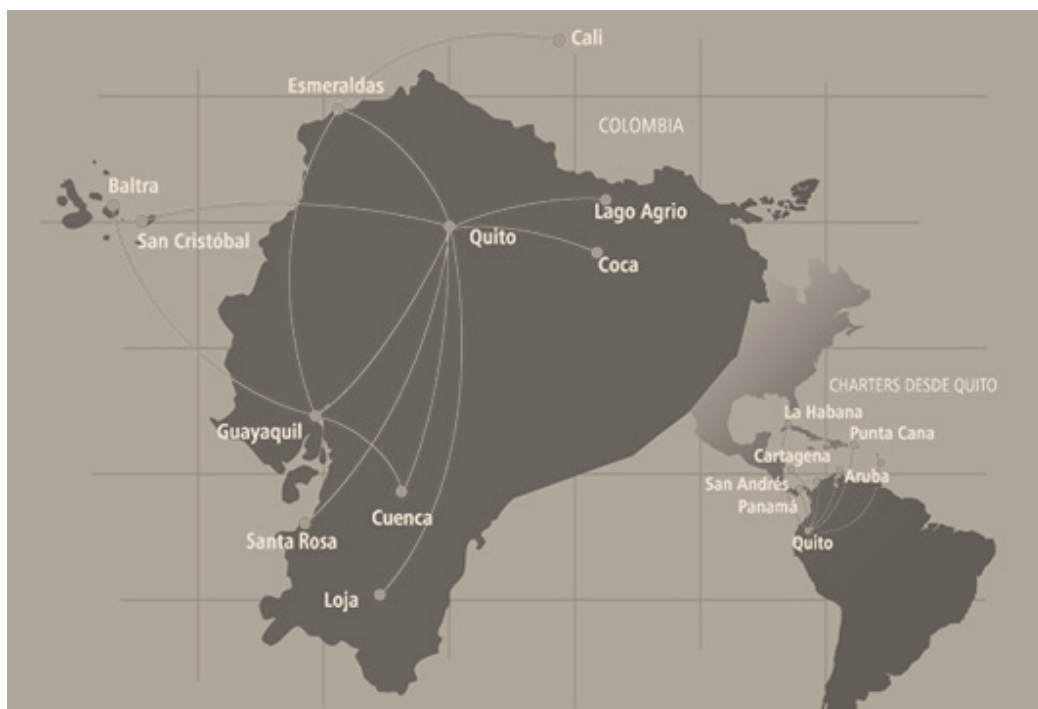 Cali
Esmeraldas
COLOMBIA
Baltra
Lago Agrio
San Cristóbal
Quito
Coca
CHARTERS DESDE QUITO
La Habana
Guayaquil
Punta Cana
Cartagena
Aruba
San Andrés
Panamá
Cuenca
Santa Rosa
Quito
Loja